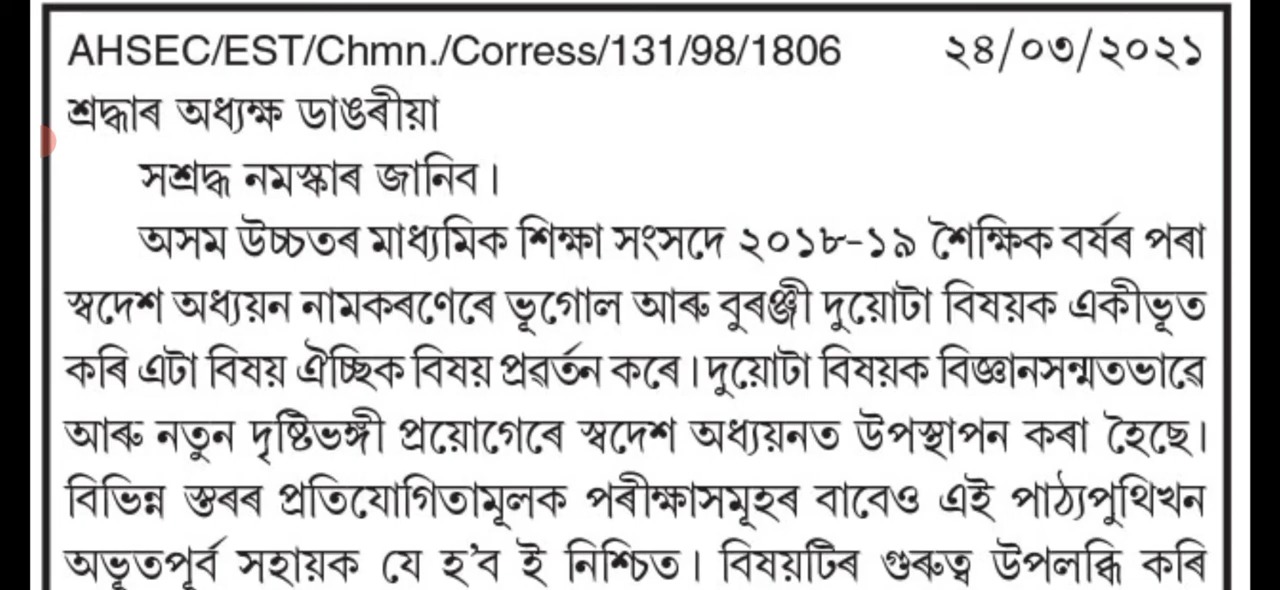 AHSEC/EST/Chmn./Corress/131/98/1806 ২৪/০৩/২০২১
শ্ৰদ্ধাৰ অধ্যক্ষ ডাঙৰীয়া
সশ্ৰদ্ধ নমস্কাৰ জানিব।
অসম উচ্চতৰ মাধ্যমিক শিক্ষা সংসদে ২০১৮-১৯ শৈক্ষিক বৰ্ষৰ পৰা
স্বদেশ অধ্যয়ন নামকৰণেৰে ভূগোল আৰু বুৰঞ্জী দুয়োটা বিষয়ক একীভূত
কৰি এটা বিষয় ঐচ্ছিক বিষয় প্ৰৱৰ্তন কৰে। দুয়োটা বিষয়ক বিজ্ঞানসন্মতভাৱে
আৰু নতুন দৃষ্টিভঙ্গী প্ৰয়োগেৰে স্বদেশ অধ্যয়নত উপস্থাপন কৰা হৈছে।
বিভিন্ন স্তৰৰ প্ৰতিযোগিতামূলক পৰীক্ষাসমূহৰ বাবেও এই পাঠ্যপুথিখন
অভূতপূৰ্ব সহায়ক যে হ’ব ই নিশ্চিত। বিষয়টিৰ গুৰুত্ব উপলব্ধি কৰি